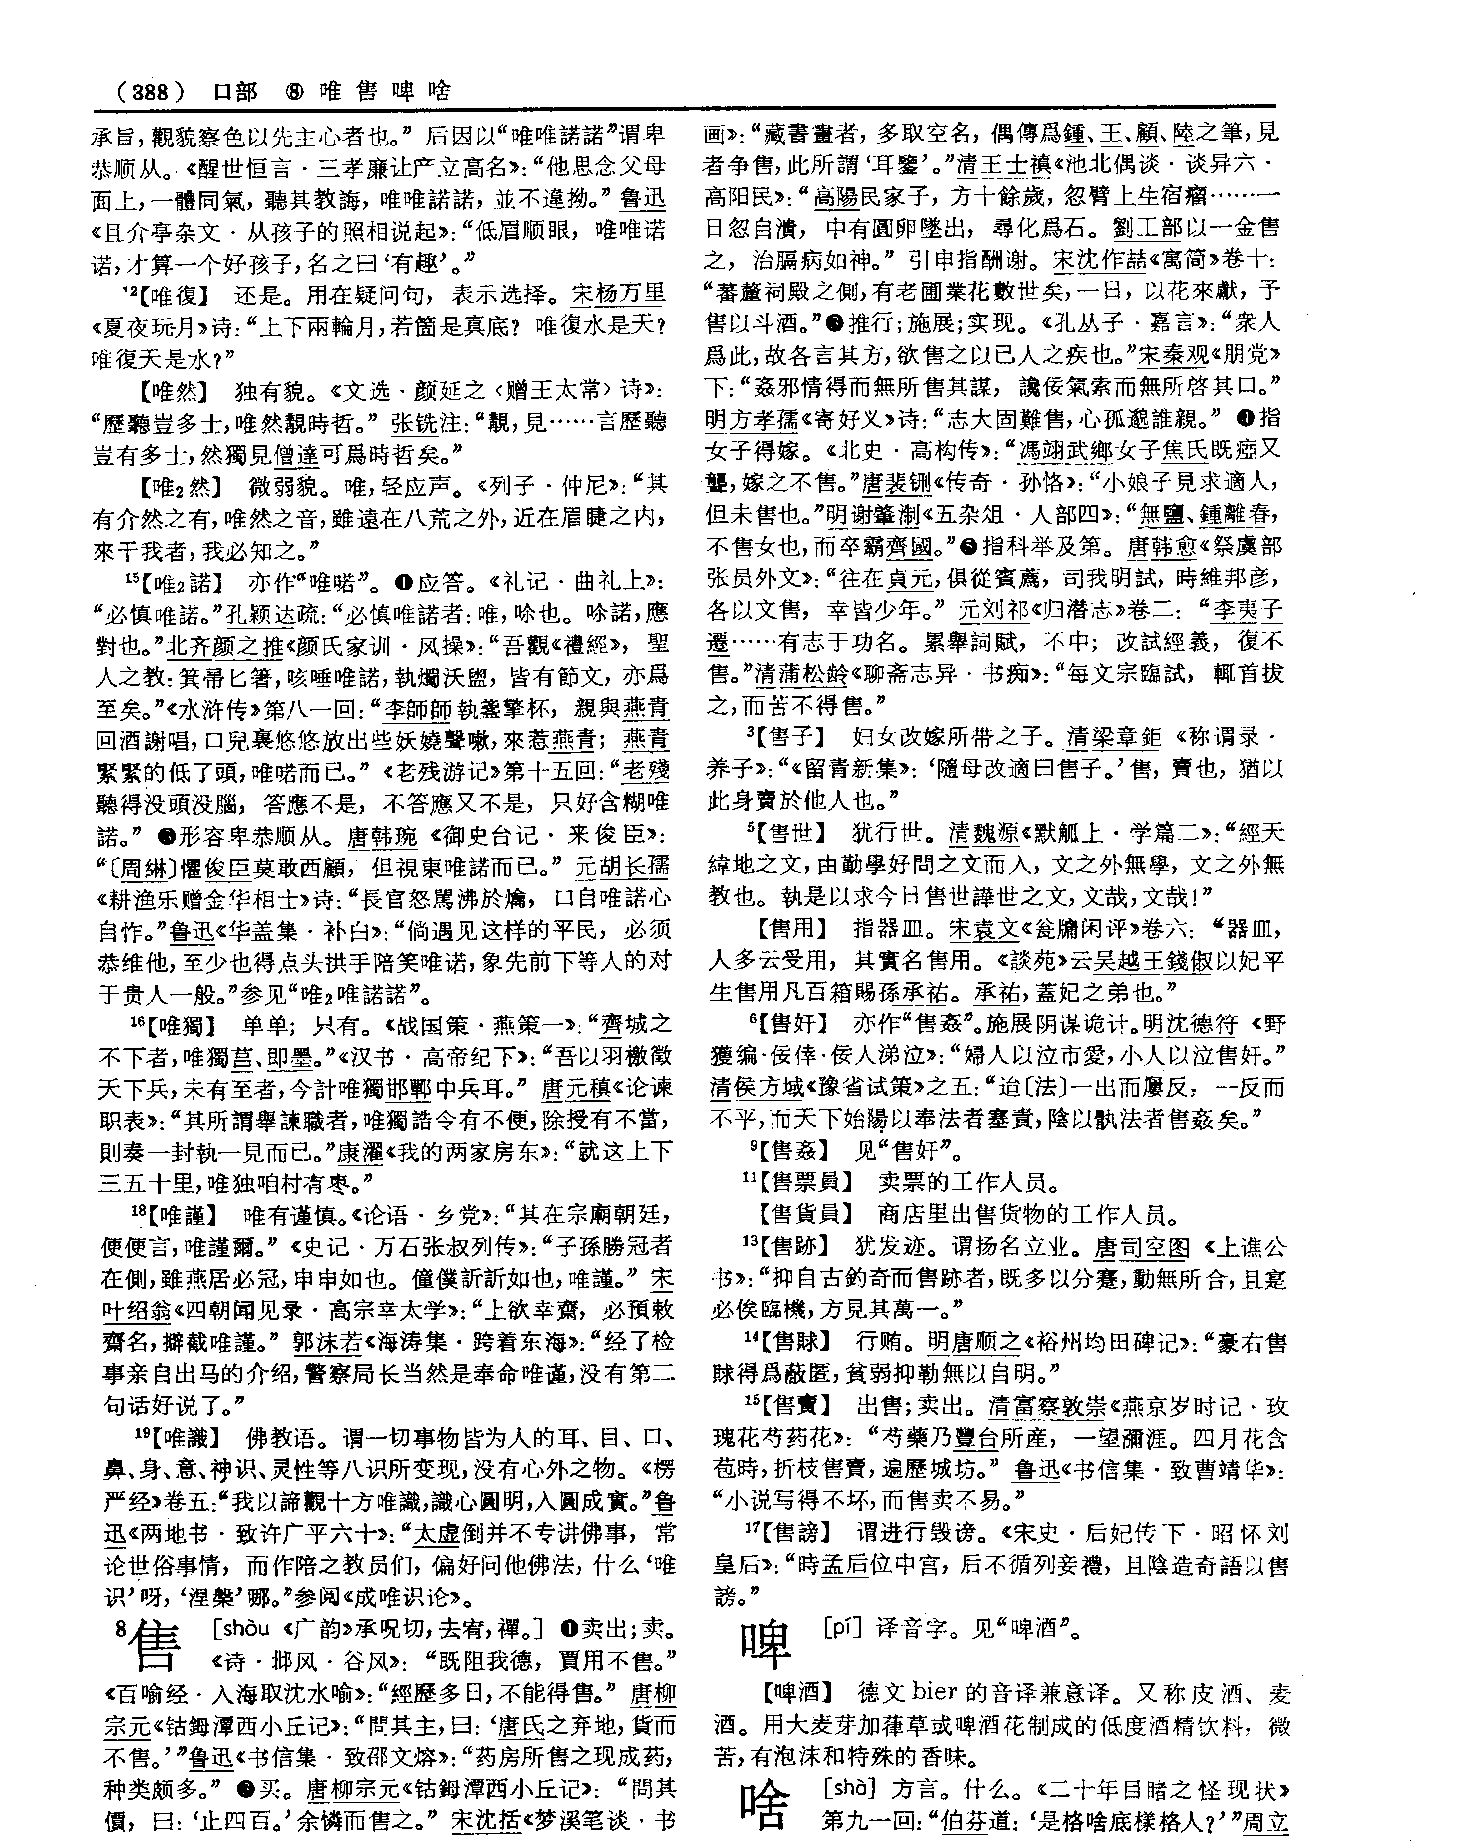 (388) 口部 ⑧ 唯售啤啥
承旨，觀貌察色以先主心者也。”后因以“唯唯諾諾”谓卑
恭顺从。《醒世恒言·三孝廉让产立高名》：“他思念父母
面上，一體同氣，聽其教誨，唯唯諾諾，並不違拗。”鲁迅
《且介亭杂文·从孩子的照相说起》：“低眉顺眼，唯唯诺
诺，才算一个好孩子，名之曰‘有趣’。”
¹²【唯復】 还是。用在疑问句，表示选择。宋杨万里
《夏夜玩月》诗：“上下兩輪月，若箇是真底？唯復水是天？
唯復天是水？”
【唯然】 独有貌。《文选·颜延之〈赠王太常〉诗》：
“歷聽豈多士，唯然覯時哲。”张铣注：“覯，見……言歷聽
豈有多士，然獨見僧達可爲時哲矣。”
【唯₂然】 微弱貌。唯，轻应声。《列子·仲尼》：“其
有介然之有，唯然之音，雖遠在八荒之外，近在眉睫之内，
來干我者，我必知之。”
¹⁵【唯₂諾】 亦作“唯喏”。❶应答。《礼记·曲礼上》：
“必慎唯諾。”孔颖达疏：“必慎唯諾者：唯，唅也。唅諾，應
對也。”北齐颜之推《颜氏家训·风操》：“吾觀《禮經》，聖
人之教：箕帚匕箸，咳唾唯諾，執燭沃盥，皆有節文，亦爲
至矣。”《水浒传》第八一回：“李師師執盞擎杯，親與燕青
回酒謝唱，口兒裏悠悠放出些妖嬈聲嗽，來惹燕青；燕青
緊緊的低了頭，唯喏而已。”《老残游记》第十五回：“老殘
聽得没頭没腦，答應不是，不答應又不是，只好含糊唯
諾。”❷形容卑恭顺从。唐韩琬《御史台记·来俊臣》：
“〔周綝〕懼俊臣莫敢西顧，但視東唯諾而已。”元胡长孺
《耕渔乐赠金华相士》诗：“長官怒駡沸於爚，口自唯諾心
自怍。”鲁迅《华盖集·补白》：“倘遇见这样的平民，必须
恭维他，至少也得点头拱手陪笑唯诺，象先前下等人的对
于贵人一般。”参见“唯₂唯諾諾”。
¹⁶【唯獨】 单单；只有。《战国策·燕策一》：“齊城之
不下者，唯獨莒、即墨。”《汉书·高帝纪下》：“吾以羽檄徵
天下兵，未有至者，今計唯獨邯鄲中兵耳。”唐元稹《论谏
职表》：“其所謂舉諫職者，唯獨誥令有不便，除授有不當，
則奏一封執一見而已。”康濯《我的两家房东》：“就这上下
三五十里，唯独咱村有枣。”
¹⁸【唯謹】 唯有谨慎。《论语·乡党》：“其在宗廟朝廷，
便便言，唯謹爾。”《史记·万石张叔列传》：“子孫勝冠者
在側，雖燕居必冠，申申如也。僮僕訢訢如也，唯謹。”宋
叶绍翁《四朝闻见录·高宗幸太学》：“上欲幸齋，必預敕
齋名，擗截唯謹。”郭沫若《海涛集·跨着东海》：“经了检
事亲自出马的介绍，警察局长当然是奉命唯谨，没有第二
句话好说了。”
¹⁹【唯識】 佛教语。谓一切事物皆为人的耳、目、口、
鼻、身、意、神识、灵性等八识所变现，没有心外之物。《楞
严经》卷五：“我以諦觀十方唯識，識心圓明，入圓成實。”鲁
迅《两地书·致许广平六十》：“太虚倒并不专讲佛事，常
论世俗事情，而作陪之教员们，偏好问他佛法，什么‘唯
识’呀，‘涅槃’哪。”参阅《成唯识论》。
8 售 [shòu 《广韵》承呪切，去宥，禪。] ❶卖出；卖。
《诗·邶风·谷风》：“既阻我德，賈用不售。”
《百喻经·入海取沈水喻》：“經歷多日，不能得售。”唐柳
宗元《钴鉧潭西小丘记》：“問其主，曰：‘唐氏之弃地，貨而
不售。’”鲁迅《书信集·致邵文熔》：“药房所售之现成药，
种类颇多。”❷买。唐柳宗元《钴鉧潭西小丘记》：“問其
價，曰：‘止四百。’余憐而售之。”宋沈括《梦溪笔谈·书
画》：“藏書畫者，多取空名，偶傳爲鍾、王、顧、陸之筆，見
者争售，此所謂‘耳鑒’。”清王士禛《池北偶谈·谈异六·
高阳民》：“高陽民家子，方十餘歲，忽臂上生宿瘤……一
日忽自潰，中有圓卵墜出，尋化爲石。劉工部以一金售
之，治膈病如神。”引申指酬谢。宋沈作喆《寓简》卷十：
“蕃釐祠殿之側，有老圃業花數世矣，一日，以花來獻，予
售以斗酒。”❸推行；施展；实现。《孔丛子·嘉言》：“衆人
爲此，故各言其方，欲售之以已人之疾也。”宋秦观《朋党》
下：“姦邪情得而無所售其謀，讒佞氣索而無所啓其口。”
明方孝孺《寄好义》诗：“志大固難售，心孤邈誰親。”❹指
女子得嫁。《北史·高构传》：“馮翊武鄉女子焦氏既瘂又
聾，嫁之不售。”唐裴铏《传奇·孙恪》：“小娘子見求適人，
但未售也。”明谢肇淛《五杂俎·人部四》：“無鹽、鍾離春，
不售女也，而卒霸齊國。”❺指科举及第。唐韩愈《祭虞部
张员外文》：“往在貞元，俱從賓薦，司我明試，時維邦彦，
各以文售，幸皆少年。”元刘祁《归潜志》卷二：“李夷子
遷……有志于功名。累舉詞賦，不中；改試經義，復不
售。”清蒲松龄《聊斋志异·书痴》：“每文宗臨試，輒首拔
之，而苦不得售。”
³【售子】 妇女改嫁所带之子。清梁章鉅《称谓录·
养子》：“《留青新集》：‘隨母改適曰售子。’售，賣也，猶以
此身賣於他人也。”
⁵【售世】 犹行世。清魏源《默觚上·学篇二》：“經天
緯地之文，由勤學好問之文而入，文之外無學，文之外無
教也。執是以求今日售世譁世之文，文哉，文哉！”
【售用】 指器皿。宋袁文《瓮牖闲评》卷六：“器皿，
人多云受用，其實名售用。《談苑》云吴越王錢俶以妃平
生售用凡百箱賜孫承祐。承祐，蓋妃之弟也。”
⁶【售奸】 亦作“售姦”。施展阴谋诡计。明沈德符《野
獲编·佞倖·佞人涕泣》：“婦人以泣市愛，小人以泣售奸。”
清侯方域《豫省试策》之五：“迨〔法〕一出而屢反，一反而
不平，而天下始陽以奉法者塞責，陰以骫法者售姦矣。”
⁹【售姦】 见“售奸”。
¹¹【售票員】 卖票的工作人员。
【售貨員】 商店里出售货物的工作人员。
¹³【售跡】 犹发迹。谓扬名立业。唐司空图《上谯公
书》：“抑自古釣奇而售跡者，既多以分蹇，動無所合，且寔
必俟臨機，方見其萬一。”
¹⁴【售賕】 行贿。明唐顺之《裕州均田碑记》：“豪右售
賕得爲蔽匿，貧弱抑勒無以自明。”
¹⁵【售賣】 出售；卖出。清富察敦崇《燕京岁时记·玫
瑰花芍药花》：“芍藥乃豐台所産，一望彌涯。四月花含
苞時，折枝售賣，遍歷城坊。”鲁迅《书信集·致曹靖华》：
“小说写得不坏，而售卖不易。”
¹⁷【售謗】 谓进行毁谤。《宋史·后妃传下·昭怀刘
皇后》：“時孟后位中宫，后不循列妾禮，且陰造奇語以售
謗。”
啤 [pí] 译音字。见“啤酒”。
【啤酒】 德文bier的音译兼意译。又称皮酒、麦
酒。用大麦芽加葎草或啤酒花制成的低度酒精饮料，微
苦，有泡沫和特殊的香味。
啥 [shà] 方言。什么。《二十年目睹之怪现状》
第九一回：“伯芬道：‘是格啥底樣格人？’”周立